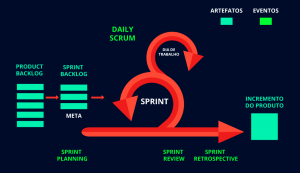 ARTEFATOS
EVENTOS
DAILY
SCRUM
DIA DE
TRABALHO
PRODUCT
BACKLOG
SPRINT
BACKLOG
SPRINT
META
INCREMENTO
DO PRODUTO
SPRINT
PLANNING
SPRINT
REVIEW
SPRINT
RETROSPECTIVE